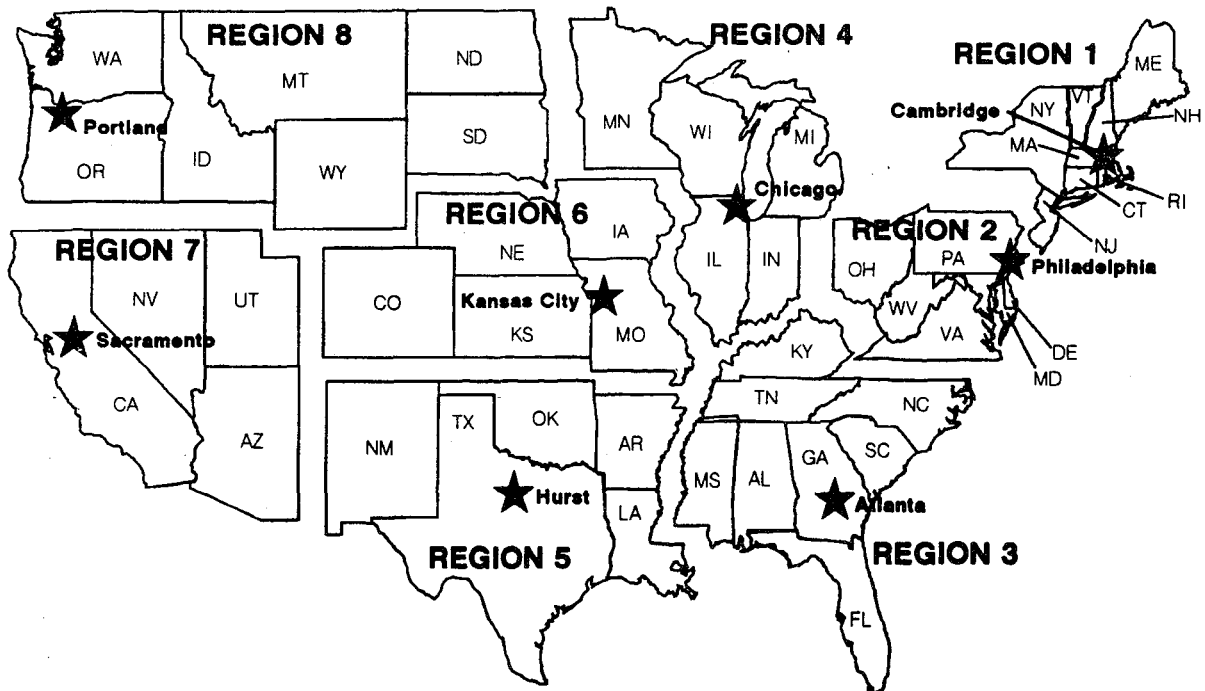 REGION 8
REGION 4
REGION 1
WA
MT
ND
ME
VT
NY
Cambridge
NH
Portland
MN
WI
MI
SD
MA
OR
ID
WY
Chicago
RI
CT
REGION 6
REGION 2
IA
NJ
REGION 7
NE
IL
IN
OH
PA
Philadelphia
NV
UT
CO
Kansas City
WV
Sacramento
KS
MO
VA
DE
KY
MD
CA
TN
NC
TX
OK
AZ
NM
AR
GA
SC
MS
AL
Hurst
Atlanta
LA
REGION 5
REGION 3
FL